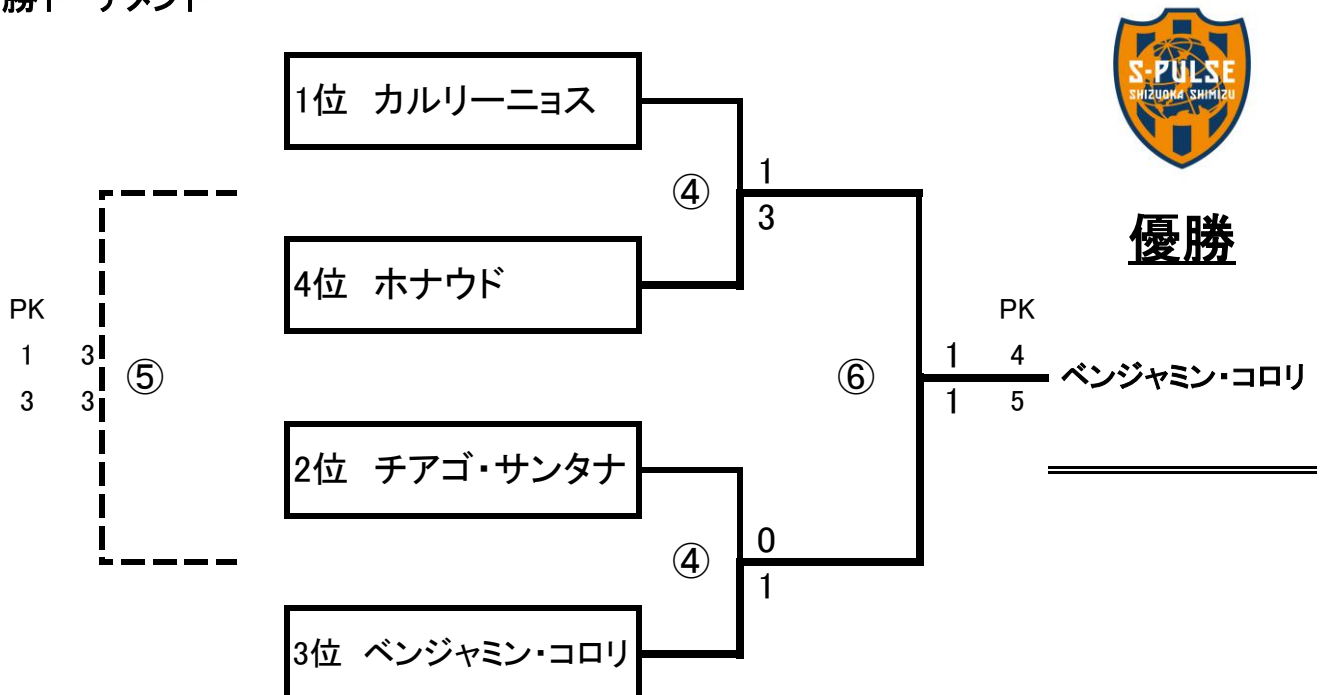 S-PULSE
SHIZUOKA SHIMIZU
優勝
1位 カルリーニョス
④
1
3
4位 ホナウド
PK
1 3
3 3
⑤
⑥
PK
1 4
1 5
ベンジャミン・コロリ
2位 チアゴ・サンタナ
④
0
1
3位 ベンジャミン・コロリ